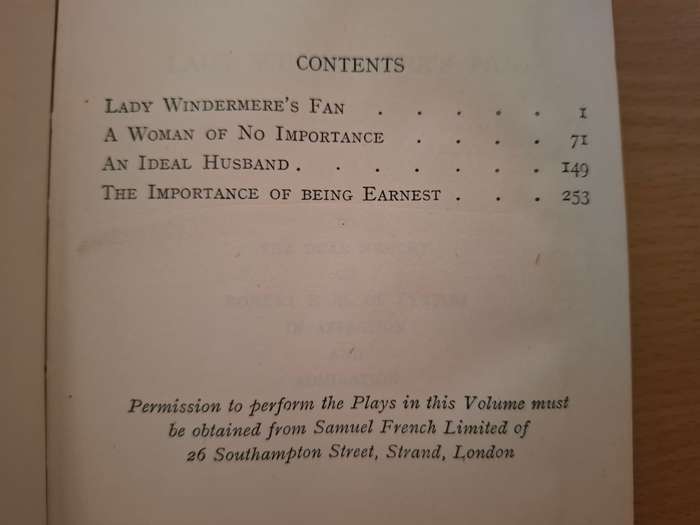 CONTENTS
LADY WINDERMERE'S FAN . . . . . 1
A WOMAN OF NO IMPORTANCE . . . . 71
AN IDEAL HUSBAND . . . . . . . 149
THE IMPORTANCE OF BEING EARNEST . . . 253
Permission to perform the Plays in this Volume must
be obtained from Samuel French Limited of
26 Southampton Street, Strand, London